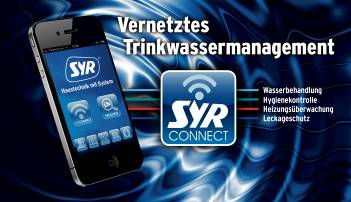 Vernetztes
Trinkwassermanagement
SYR
Haustechnik mit System
SYR
CONNECT
Wasserbehandlung
Hygienekontrolle
Heizungsüberwachung
Leckageschutz